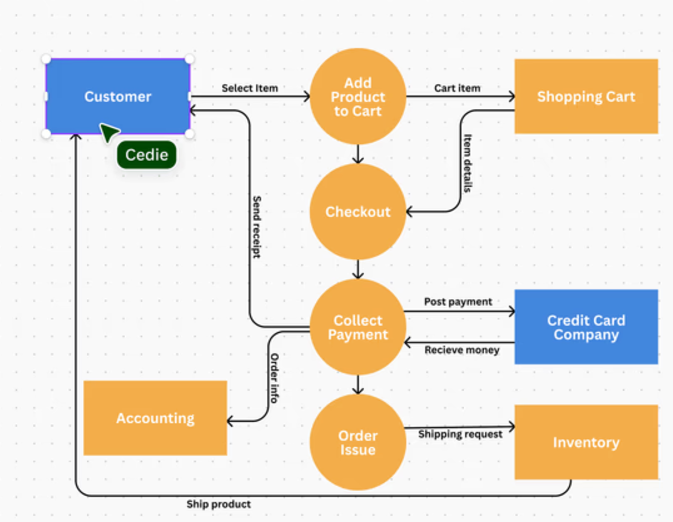 Customer
Select Item
Add
Product
to Cart
Cart item
Shopping Cart
Cedie
Item details
Checkout
Send receipt
Collect
Payment
Post payment
Recieve money
Credit Card
Company
Order info
Accounting
Order
Issue
Shipping request
Inventory
Ship product